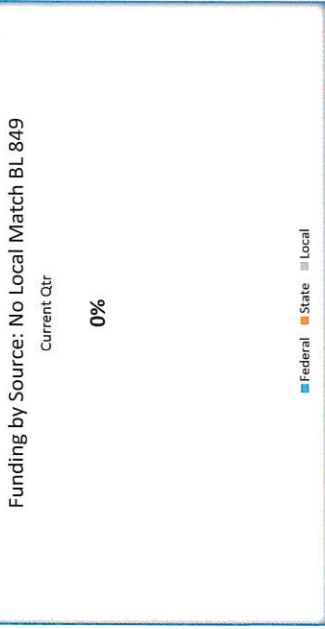 Funding by Source: No Local Match BL 849
Current Qtr
0%
Federal State Local